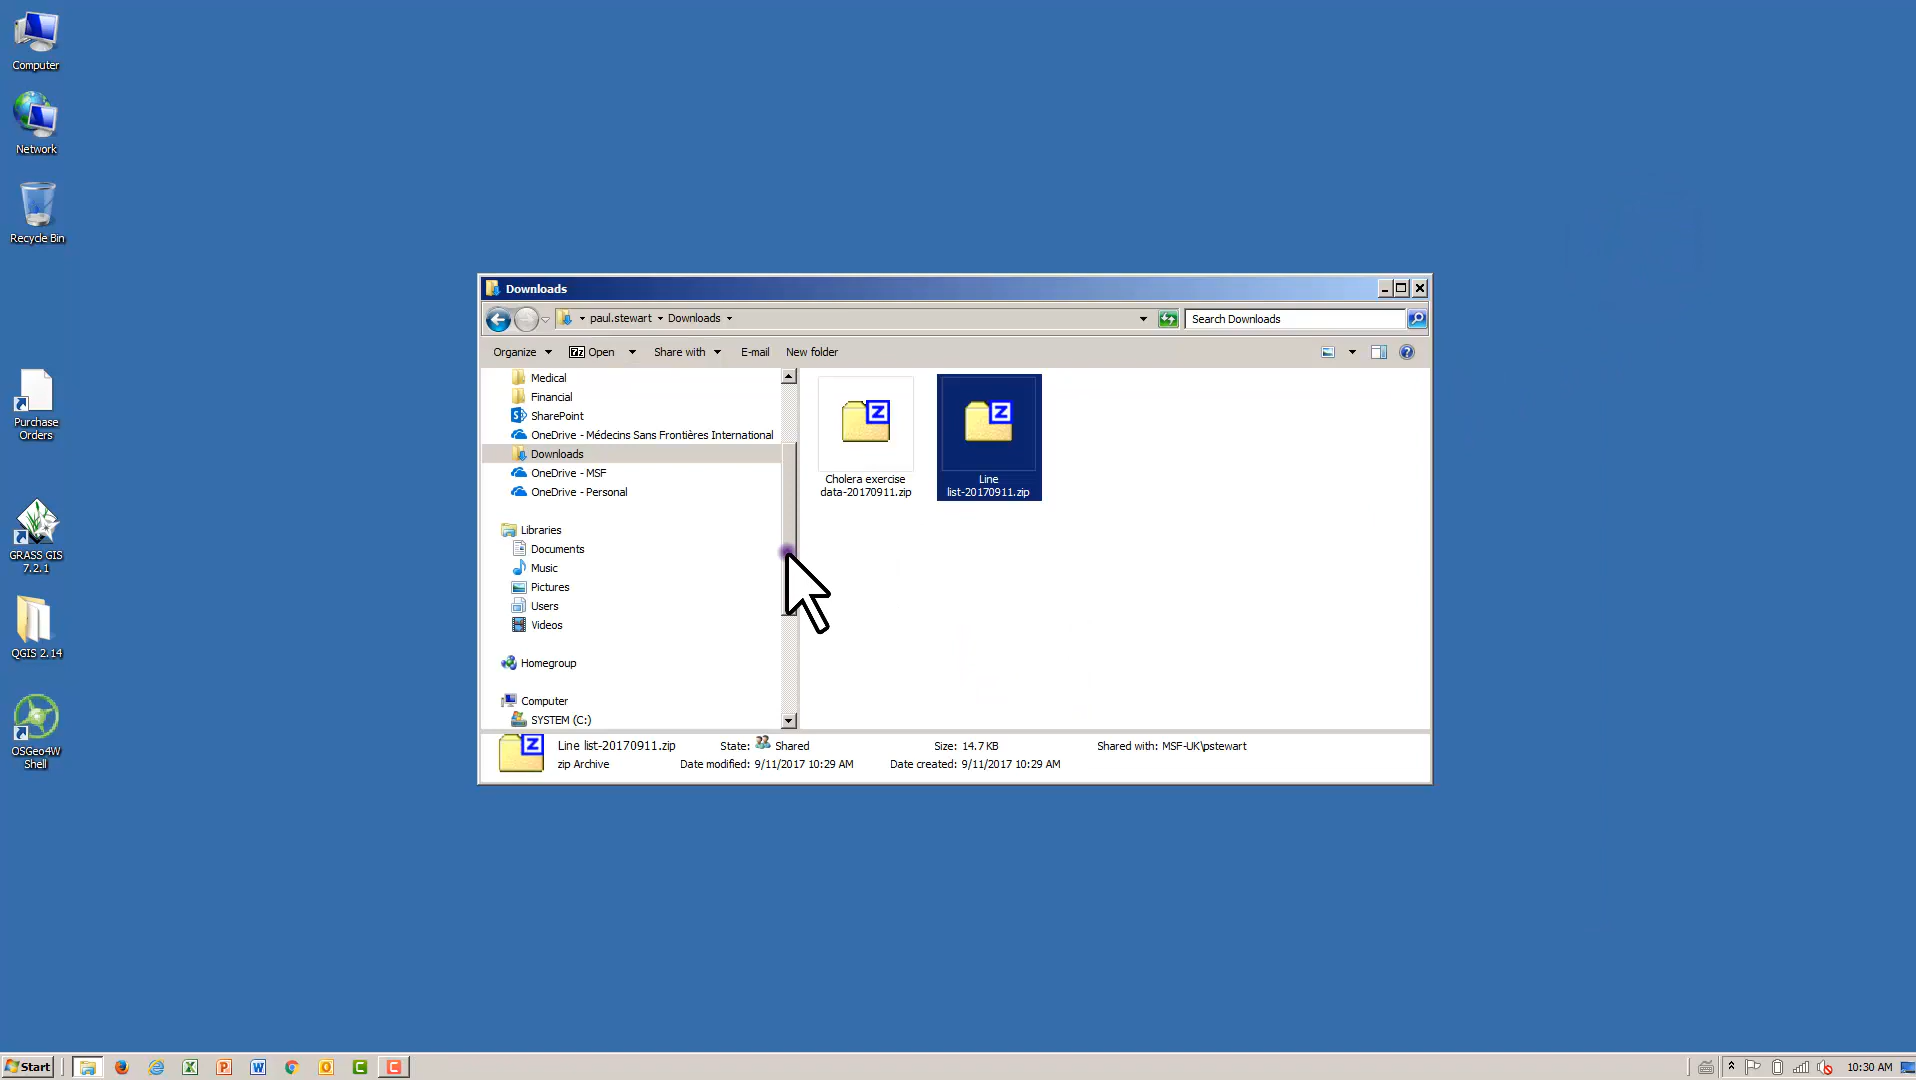 Computer
Network
Recycle Bin
Purchase
Orders
GRASS GIS
7.2.1
QGIS 2.14
OSGeo4W
Shell
Downloads
paul.stewart
Downloads
Search Downloads
Organize
7z Open
Share with
E-mail
New folder
Medical
Financial
SharePoint
OneDrive - Médecins Sans Frontières International
Downloads
OneDrive - MSF
OneDrive - Personal
Libraries
Documents
Music
Pictures
Users
Videos
Homegroup
Computer
SYSTEM (C:)
Cholera exercise
data-20170911.zip
Line
list-20170911.zip
Line list-20170911.zip
State: Shared
Size: 14.7 KB
Shared with: MSF-UK\pstewart
zip Archive
Date modified: 9/11/2017 10:29 AM
Date created: 9/11/2017 10:29 AM
Start
10:30 AM